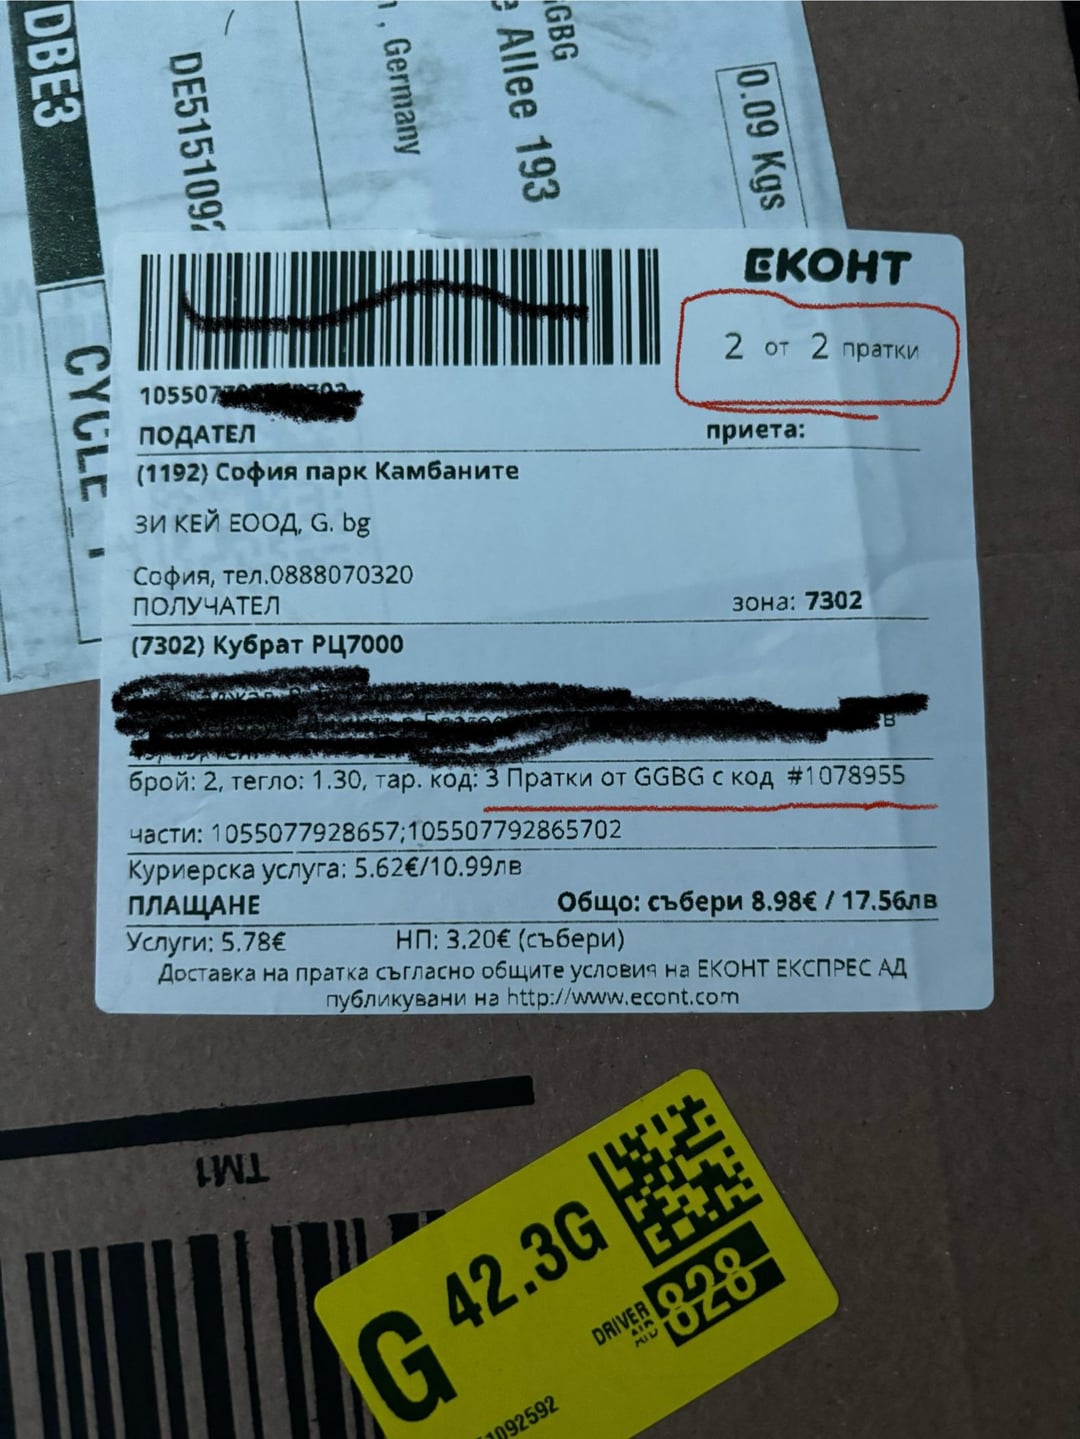 DBE3
CYCLE 1
DE5151092
, Germany
GGBG
e Allee 193
0.09 Kgs
ЕКОНТ
2 от 2 пратки
105507
ПОДАТЕЛ
приета:
(1192) София парк Камбаните
ЗИ КЕЙ ЕООД, G. bg
София, тел.0888070320
ПОЛУЧАТЕЛ
зона: 7302
(7302) Кубрат РЦ7000
брой: 2, тегло: 1.30, тар. код: 3 Пратки от GGBG с код #1078955
части: 1055077928657;105507792865702
Куриерска услуга: 5.62€/10.99лв
ПЛАЩАНЕ
Общо: събери 8.98€ / 17.56лв
Услуги: 5.78€
НП: 3.20€ (събери)
Доставка на пратка съгласно общите условия на ЕКОНТ ЕКСПРЕС АД
публикувани на http://www.econt.com
TM1
G 42.3G
DRIVER
AID
828
1092592